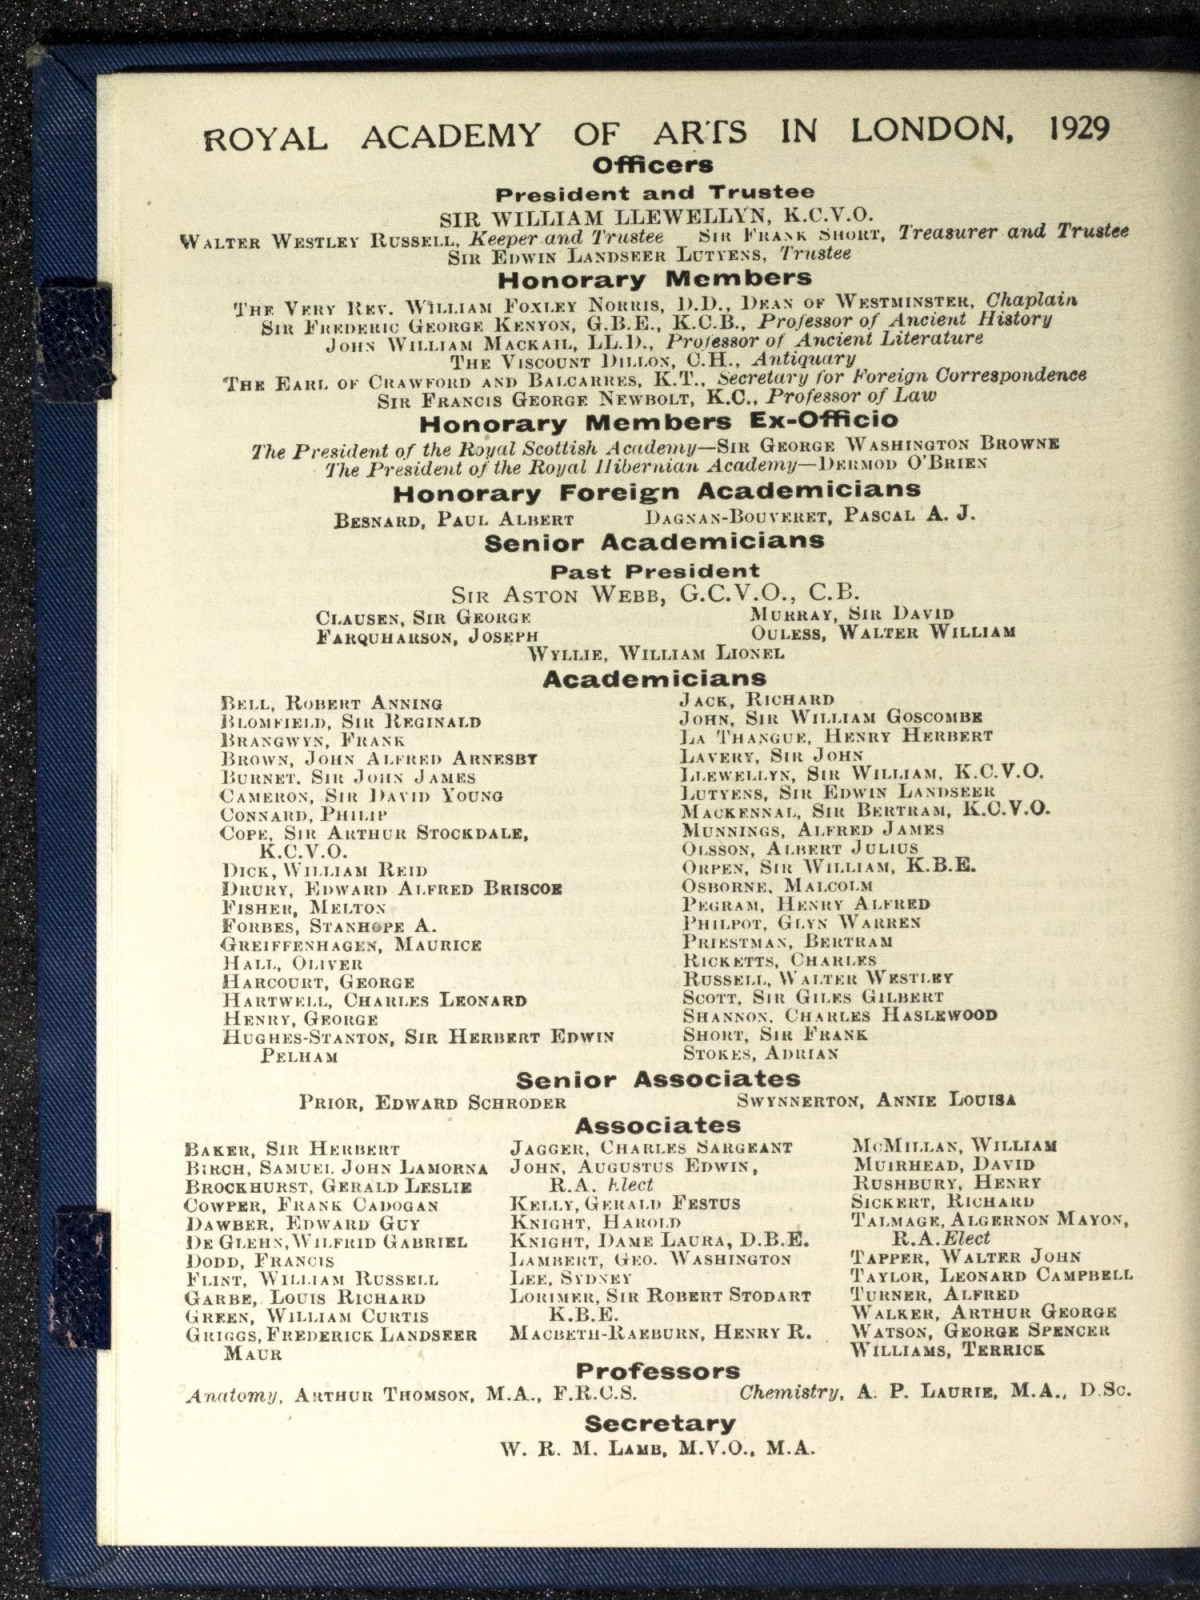 ROYAL ACADEMY OF ARTS IN LONDON, 1929
Officers
President and Trustee
SIR WILLIAM LLEWELLYN, K.C.V.O.
WALTER WESTLEY RUSSELL, Keeper and Trustee SIR FRANK SHORT, Treasurer and Trustee
SIR EDWIN LANDSEER LUTYENS, Trustee
Honorary Members
THE VERY REV. WILLIAM FOXLEY NORRIS, D.D., DEAN OF WESTMINSTER, Chaplain
SIR FREDERIC GEORGE KENYON, G.B.E., K.C.B., Professor of Ancient History
JOHN WILLIAM MACKAIL, LL.D., Professor of Ancient Literature
THE VISCOUNT DILLON, C.H., Antiquary
THE EARL OF CRAWFORD AND BALCARRES, K.T., Secretary for Foreign Correspondence
SIR FRANCIS GEORGE NEWBOLT, K.C., Professor of Law
Honorary Members Ex-Officio
The President of the Royal Scottish Academy—SIR GEORGE WASHINGTON BROWNE
The President of the Royal Hibernian Academy—DERMOD O'BRIEN
Honorary Foreign Academicians
BESNARD, PAUL ALBERT DAGNAN-BOUVERET, PASCAL A. J.
Senior Academicians
Past President
SIR ASTON WEBB, G.C.V.O., C.B.
CLAUSEN, SIR GEORGE MURRAY, SIR DAVID
FARQUHARSON, JOSEPH OULESS, WALTER WILLIAM
WYLLIE, WILLIAM LIONEL
Academicians
BELL, ROBERT ANNING
BLOMFIELD, SIR REGINALD
BRANGWYN, FRANK
BROWN, JOHN ALFRED ARNESBY
BURNET, SIR JOHN JAMES
CAMERON, SIR DAVID YOUNG
CONNARD, PHILIP
COPE, SIR ARTHUR STOCKDALE,
K.C.V.O.
DICK, WILLIAM REID
DRURY, EDWARD ALFRED BRISCOE
FISHER, MELTON
FORBES, STANHOPE A.
GREIFFENHAGEN, MAURICE
HALL, OLIVER
HARCOURT, GEORGE
HARTWELL, CHARLES LEONARD
HENRY, GEORGE
HUGHES-STANTON, SIR HERBERT EDWIN
PELHAM
JACK, RICHARD
JOHN, SIR WILLIAM GOSCOMBE
LA THANGUE, HENRY HERBERT
LAVERY, SIR JOHN
LLEWELLYN, SIR WILLIAM, K.C.V.O.
LUTYENS, SIR EDWIN LANDSEER
MACKENNAL, SIR BERTRAM, K.C.V.O.
MUNNINGS, ALFRED JAMES
OLSSON, ALBERT JULIUS
ORPEN, SIR WILLIAM, K.B.E.
OSBORNE, MALCOLM
PEGRAM, HENRY ALFRED
PHILPOT, GLYN WARREN
PRIESTMAN, BERTRAM
RICKETTS, CHARLES
RUSSELL, WALTER WESTLEY
SCOTT, SIR GILES GILBERT
SHANNON, CHARLES HASLEWOOD
SHORT, SIR FRANK
STOKES, ADRIAN
Senior Associates
PRIOR, EDWARD SCHRODER SWYNNERTON, ANNIE LOUISA
Associates
BAKER, SIR HERBERT
BIRCH, SAMUEL JOHN LAMORNA
BROCKHURST, GERALD LESLIE
COWPER, FRANK CADOGAN
DAWBER, EDWARD GUY
DE GLEHN, WILFRID GABRIEL
DODD, FRANCIS
FLINT, WILLIAM RUSSELL
GARBE, LOUIS RICHARD
GREEN, WILLIAM CURTIS
GRIGGS, FREDERICK LANDSEER
MAUR
JAGGER, CHARLES SARGEANT
JOHN, AUGUSTUS EDWIN,
R.A. Elect
KELLY, GERALD FESTUS
KNIGHT, HAROLD
KNIGHT, DAME LAURA, D.B.E.
LAMBERT, GEO. WASHINGTON
LEE, SYDNEY
LORIMER, SIR ROBERT STODART
K.B.E.
MACBETH-RAEBURN, HENRY R.
MCMILLAN, WILLIAM
MUIRHEAD, DAVID
RUSHBURY, HENRY
SICKERT, RICHARD
TALMAGE, ALGERNON MAYON,
R.A. Elect
TAPPER, WALTER JOHN
TAYLOR, LEONARD CAMPBELL
TURNER, ALFRED
WALKER, ARTHUR GEORGE
WATSON, GEORGE SPENCER
WILLIAMS, TERRICK
Professors
Anatomy, ARTHUR THOMSON, M.A., F.R.C.S. Chemistry, A. P. LAURIE, M.A., D.Sc.
Secretary
W. R. M. LAMB, M.V.O., M.A.